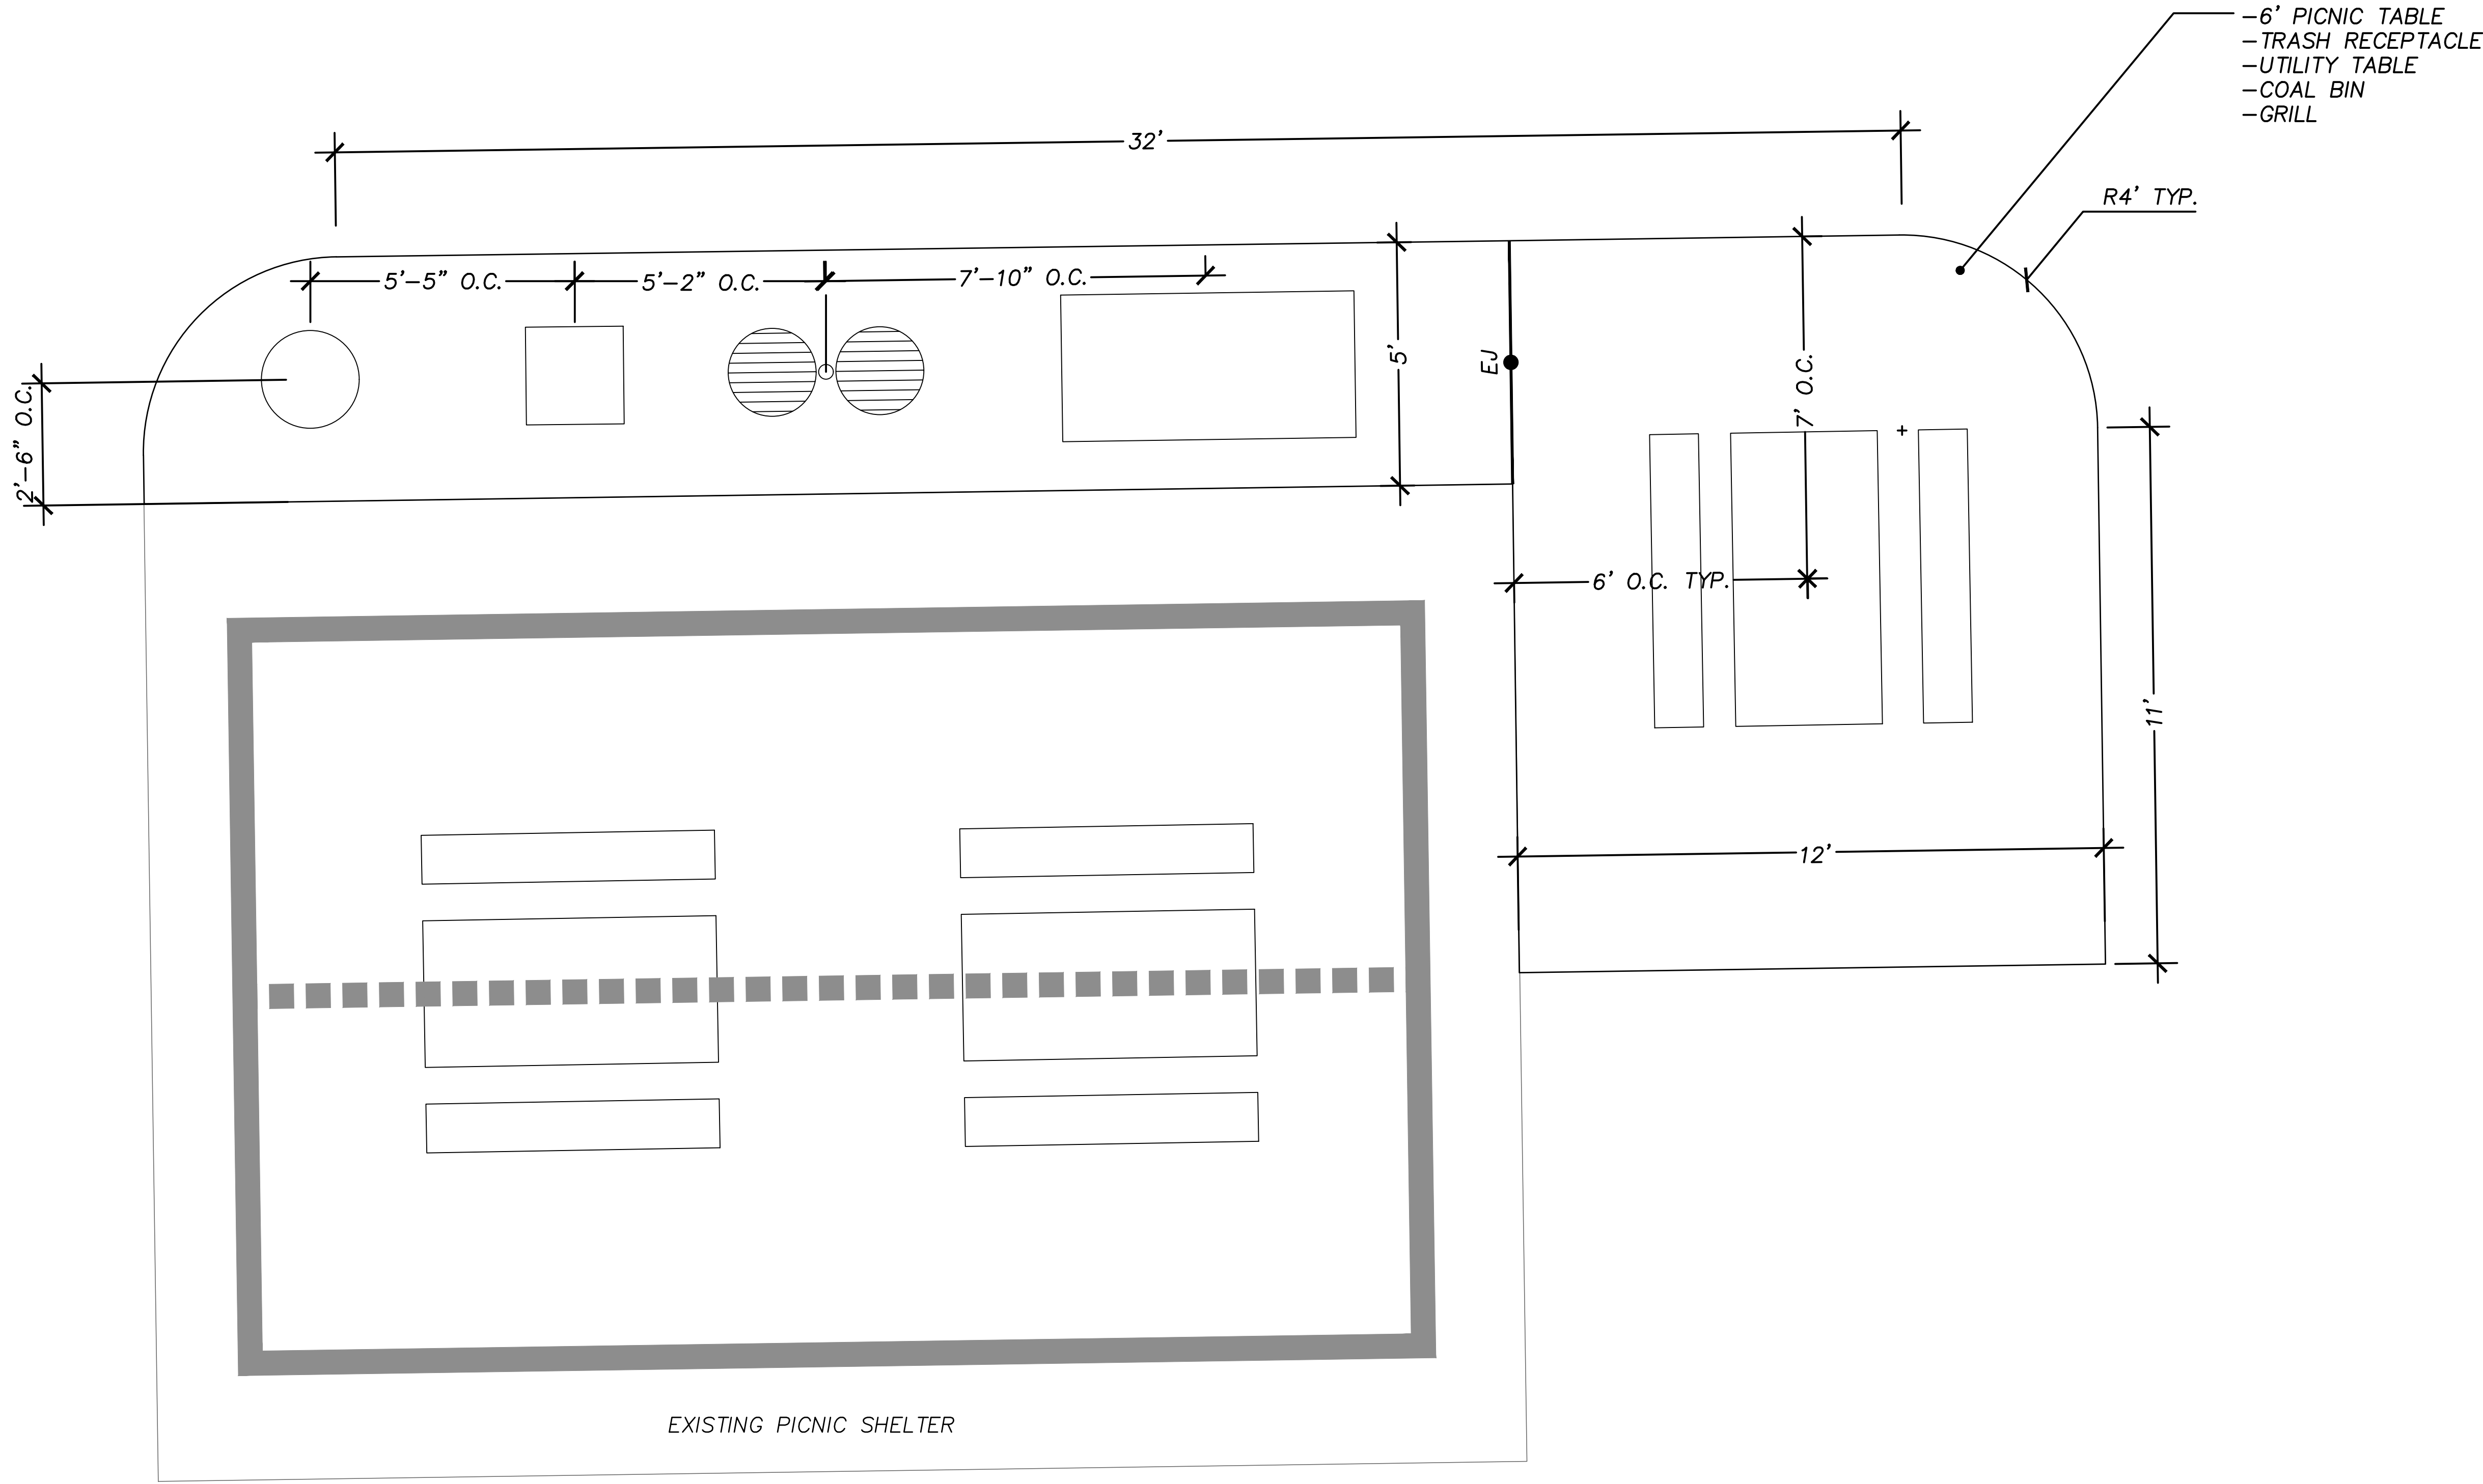 —6' PICNIC TABLE
—TRASH RECEPTACLE
—UTILITY TABLE
—COAL BIN
—GRILL
32'
R4' TYP.
5'—5" O.C.
5'—2" O.C.
7'—10" O.C.
5'
EJ
7' O.C.
2'—6" O.C.
6' O.C. TYP.
11'
12'
EXISTING PICNIC SHELTER